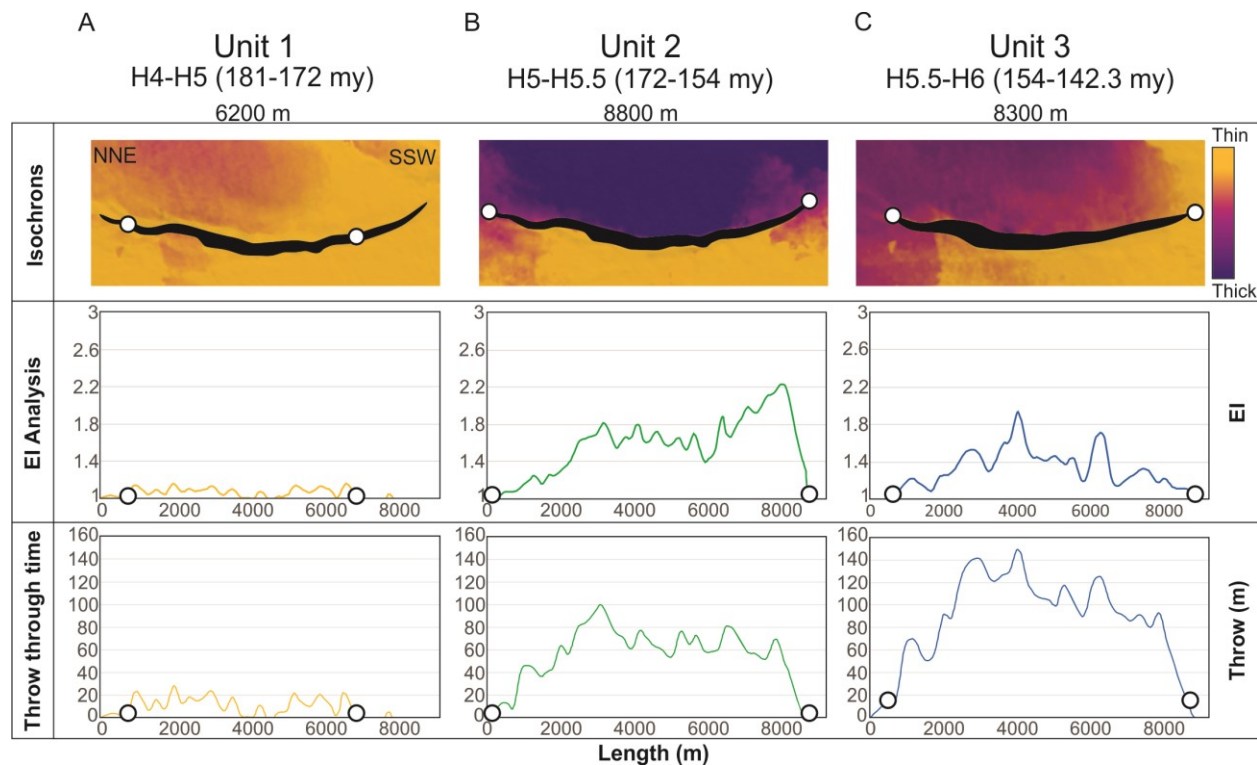 A
Unit 1
H4-H5 (181-172 my)
6200 m
B
Unit 2
H5-H5.5 (172-154 my)
8800 m
C
Unit 3
H5.5-H6 (154-142.3 my)
8300 m
Isochrons
NNE
SSW
Thin
Thick
EI Analysis
3
2.6
2.2
1.8
1.4
1
0 2000 4000 6000 8000
3
2.6
2.2
1.8
1.4
1
0 2000 4000 6000 8000
3
2.6
2.2
1.8
1.4
1
0 2000 4000 6000 8000
EI
Throw through time
160
140
120
100
80
60
40
20
0
0 2000 4000 6000 8000
160
140
120
100
80
60
40
20
0
0 2000 4000 6000 8000
160
140
120
100
80
60
40
20
0
0 2000 4000 6000 8000
Throw (m)
Length (m)